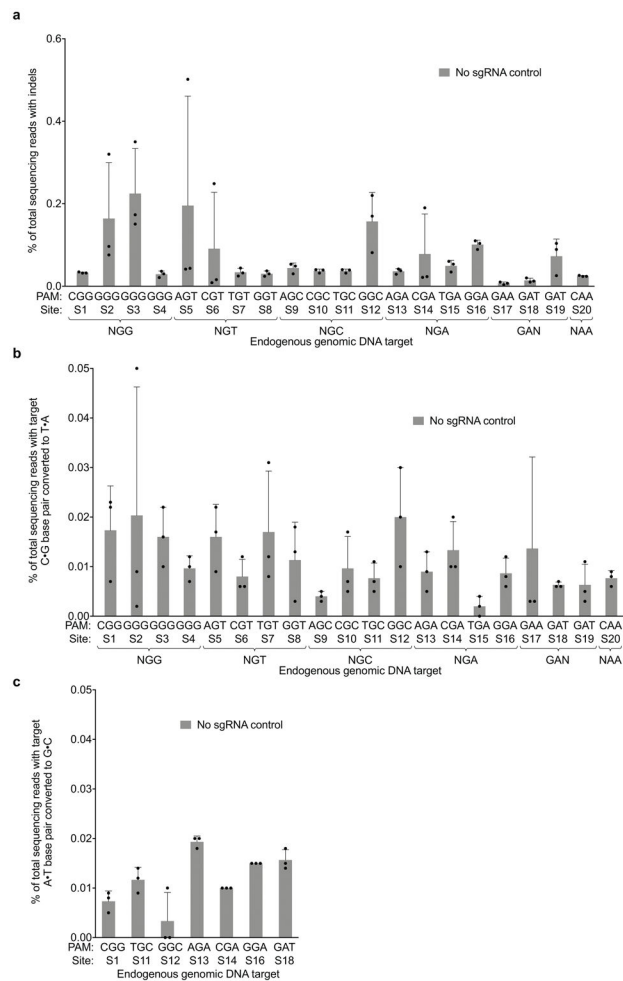 a
% of total sequencing reads with indels
0.6
0.4
0.2
0.0
No sgRNA control
PAM: CGG GGG GGG GGG AGT CGT TGT GGT AGC CGC TGC GGC AGA CGA TGA GGA GAA GAT GAT CAA
Site: S1 S2 S3 S4 S5 S6 S7 S8 S9 S10 S11 S12 S13 S14 S15 S16 S17 S18 S19 S20
NGG NGT NGC NGA GAN NAA
Endogenous genomic DNA target
b
% of total sequencing reads with target
C•G base pair converted to T•A
0.05
0.04
0.03
0.02
0.01
0.00
No sgRNA control
PAM: CGG GGG GGG GGG AGT CGT TGT GGT AGC CGC TGC GGC AGA CGA TGA GGA GAA GAT GAT CAA
Site: S1 S2 S3 S4 S5 S6 S7 S8 S9 S10 S11 S12 S13 S14 S15 S16 S17 S18 S19 S20
NGG NGT NGC NGA GAN NAA
Endogenous genomic DNA target
c
% of total sequencing reads with target
A•T base pair converted to G•C
0.05
0.04
0.03
0.02
0.01
0.00
No sgRNA control
PAM: CGG TGC GGC AGA CGA GGA GAT
Site: S1 S11 S12 S13 S14 S16 S18
Endogenous genomic DNA target